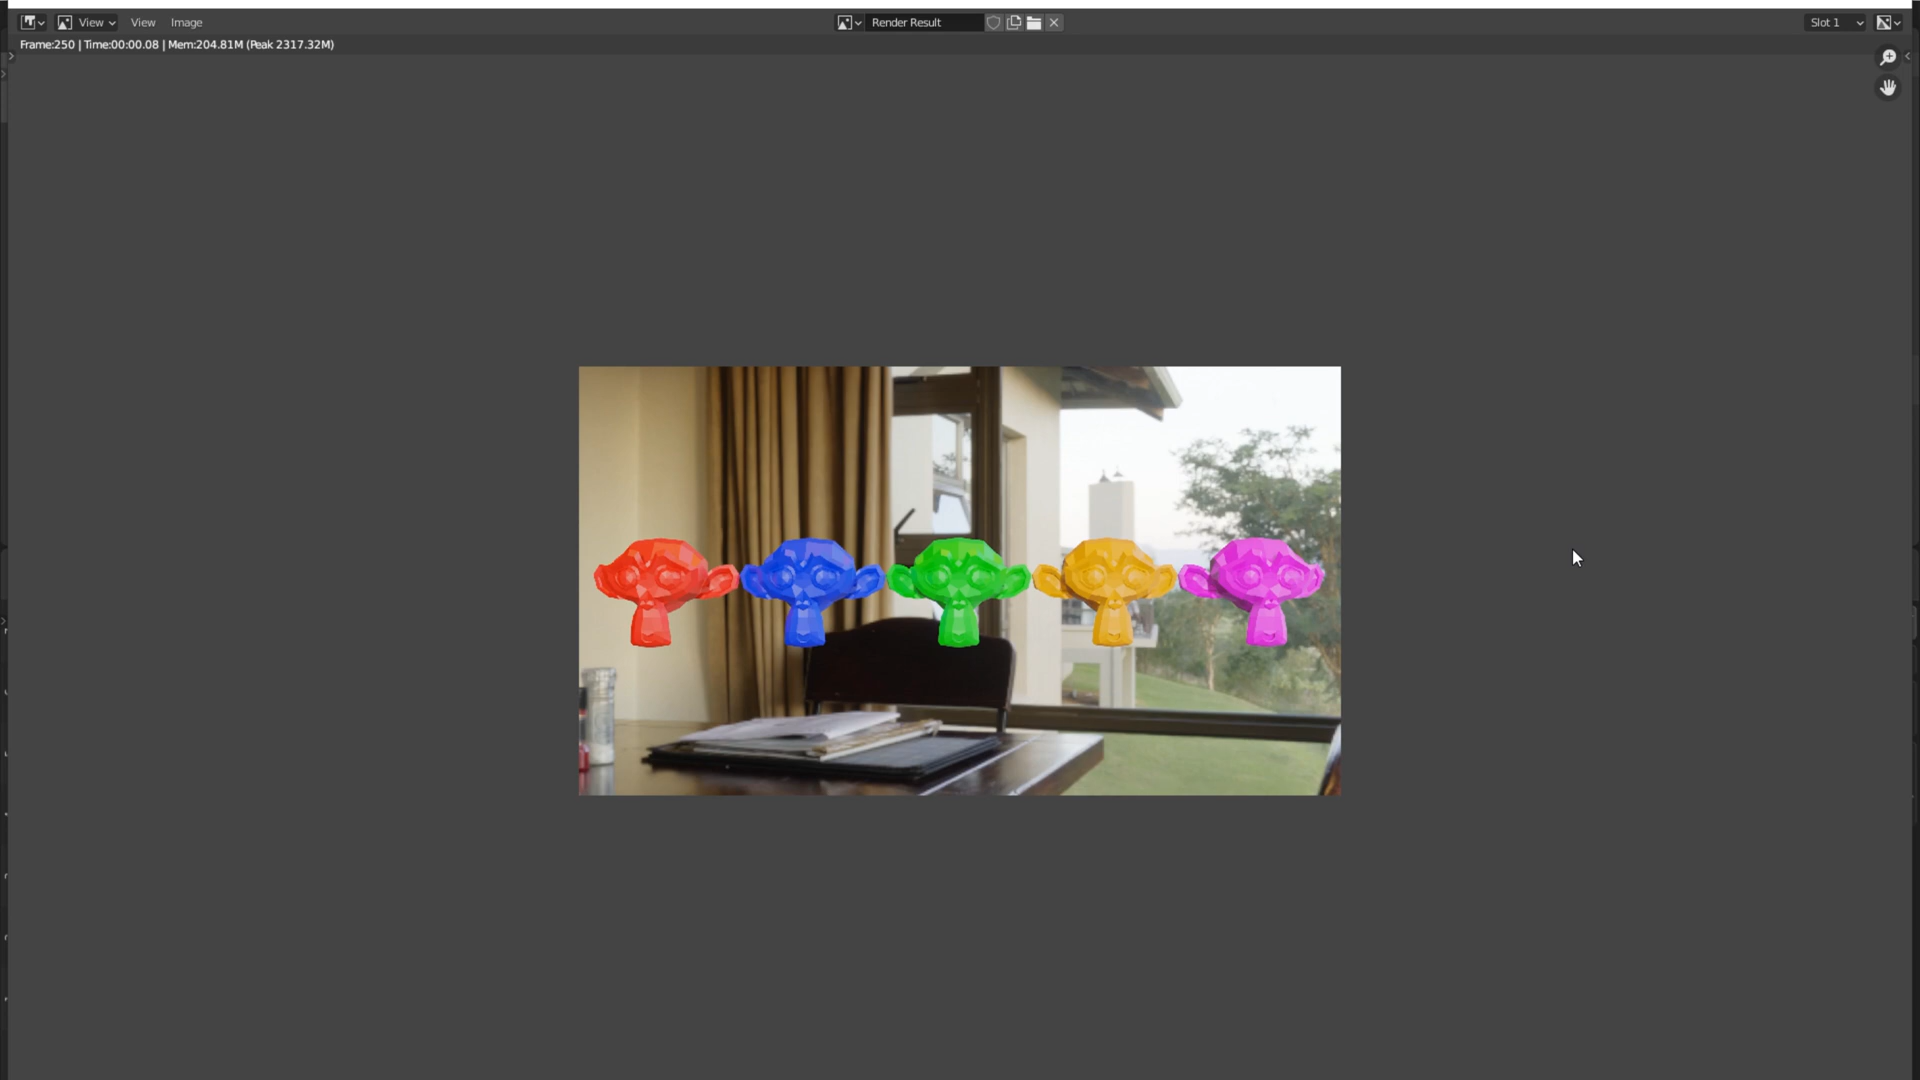 View View Image Render Result Slot 1
Frame:250 | Time:00:00.08 | Mem:204.81M (Peak 2317.32M)